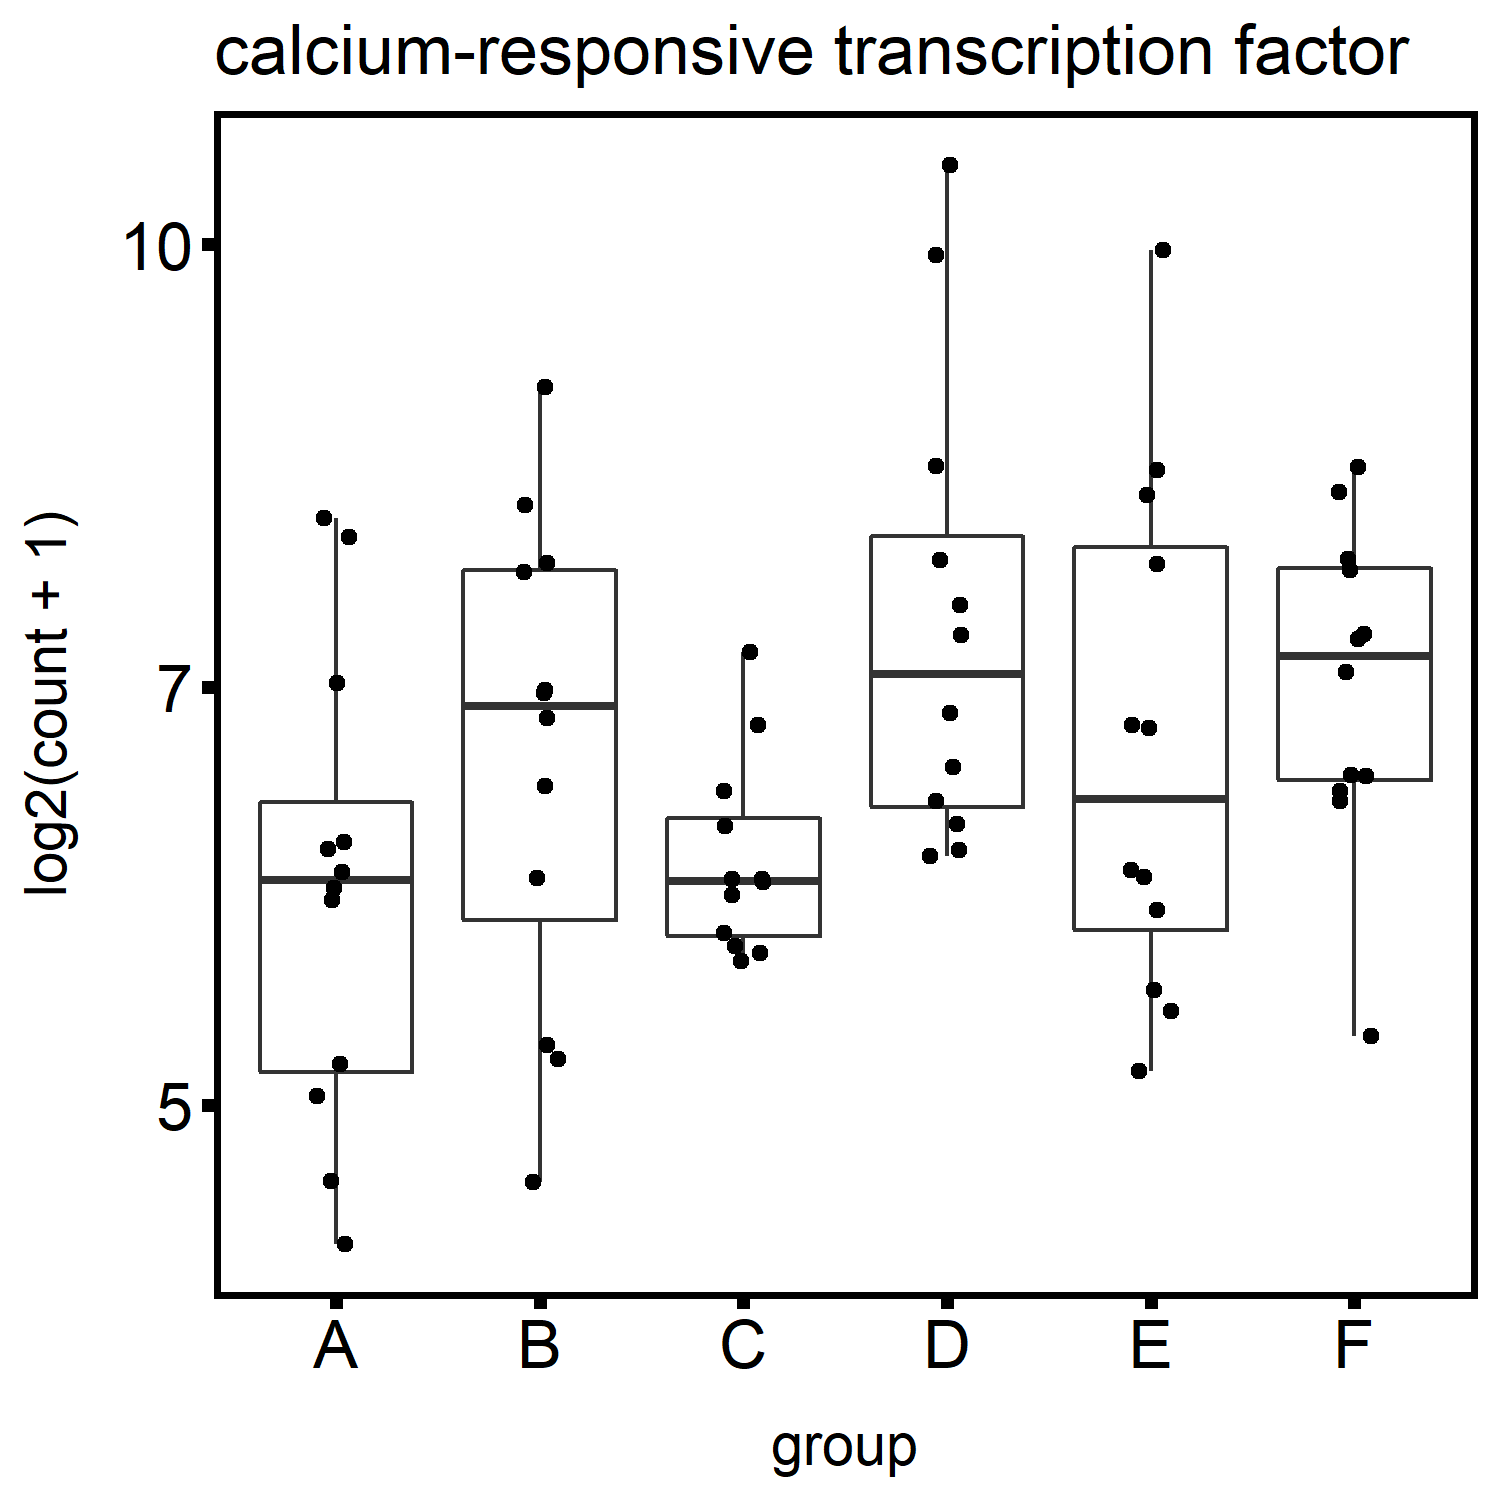 calcium-responsive transcription factor
10
7
5
log2(count + 1)
A B C D E F
group